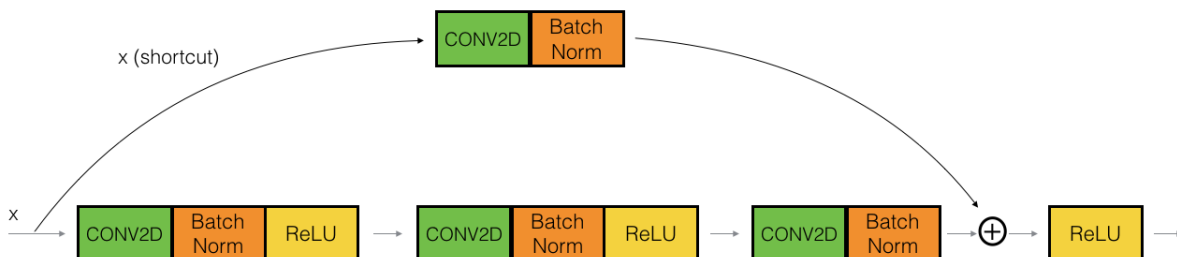 CONV2D
Batch
Norm
x (shortcut)
x
CONV2D
Batch
Norm
ReLU
CONV2D
Batch
Norm
ReLU
CONV2D
Batch
Norm
ReLU